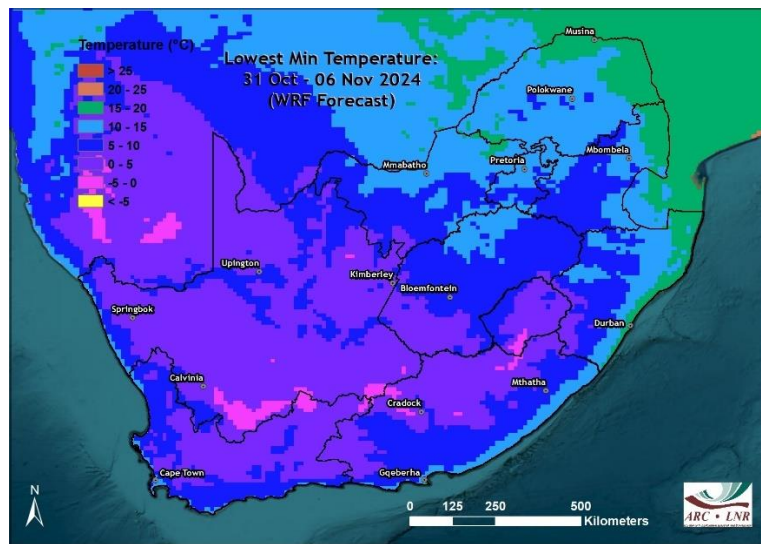 Temperature (°C)
> 25
20 - 25
15 - 20
10 - 15
5 - 10
0 - 5
-5 - 0
< -5
Lowest Min Temperature:
31 Oct - 06 Nov 2024
(WRF Forecast)
Musina
Polokwane
Mbombela
Pretoria
Mmabatho
Upington
Kimberley
Bloemfontein
Springbok
Durban
Calvinia
Mthatha
Cradock
Cape Town
Gqeberha
N
0 125 250 500
Kilometers
ARC • LNR